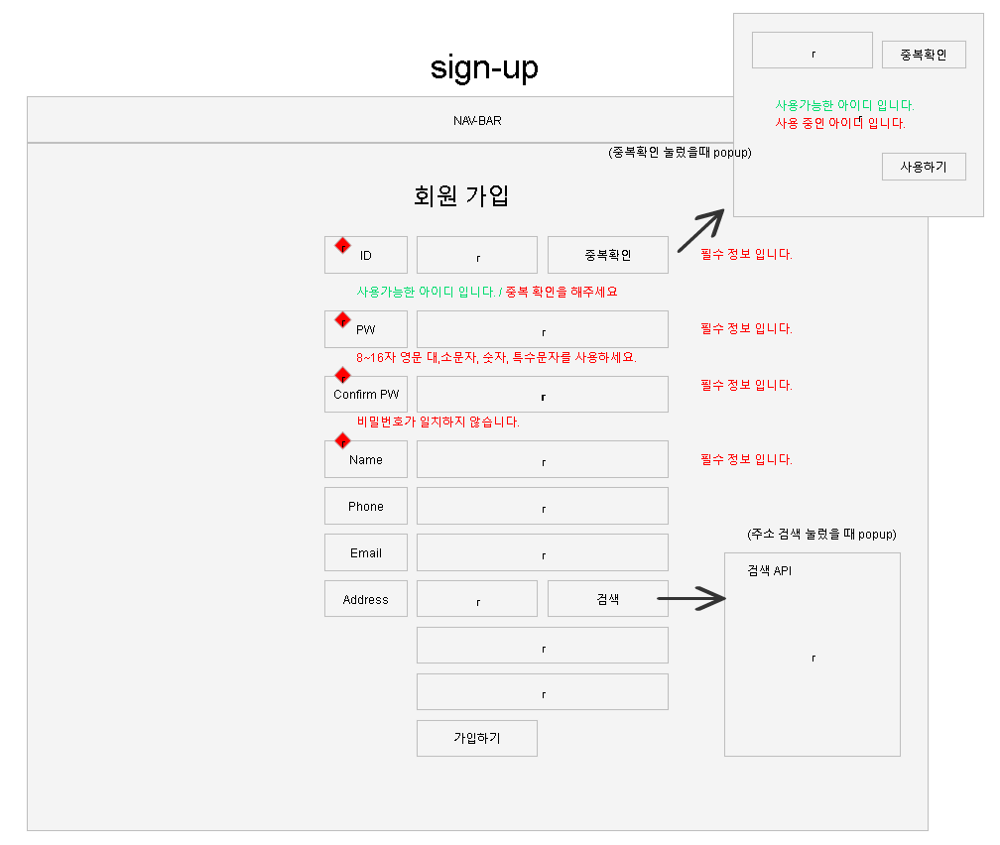 sign-up
NAV-BAR
r
중복확인
사용가능한 아이디 입니다.
사용 중인 아이디 입니다.
r
사용하기
(중복확인 눌렀을때 popup)
회원 가입
ID
r
중복확인
필수 정보 입니다.
사용가능한 아이디 입니다. / 중복 확인을 해주세요
PW
r
필수 정보 입니다.
8~16자 영문 대,소문자, 숫자, 특수문자를 사용하세요.
Confirm PW
r
필수 정보 입니다.
비밀번호가 일치하지 않습니다.
Name
r
필수 정보 입니다.
Phone
r
Email
r
(주소 검색 눌렀을 때 popup)
Address
r
검색
검색 API
r
r
r
가입하기